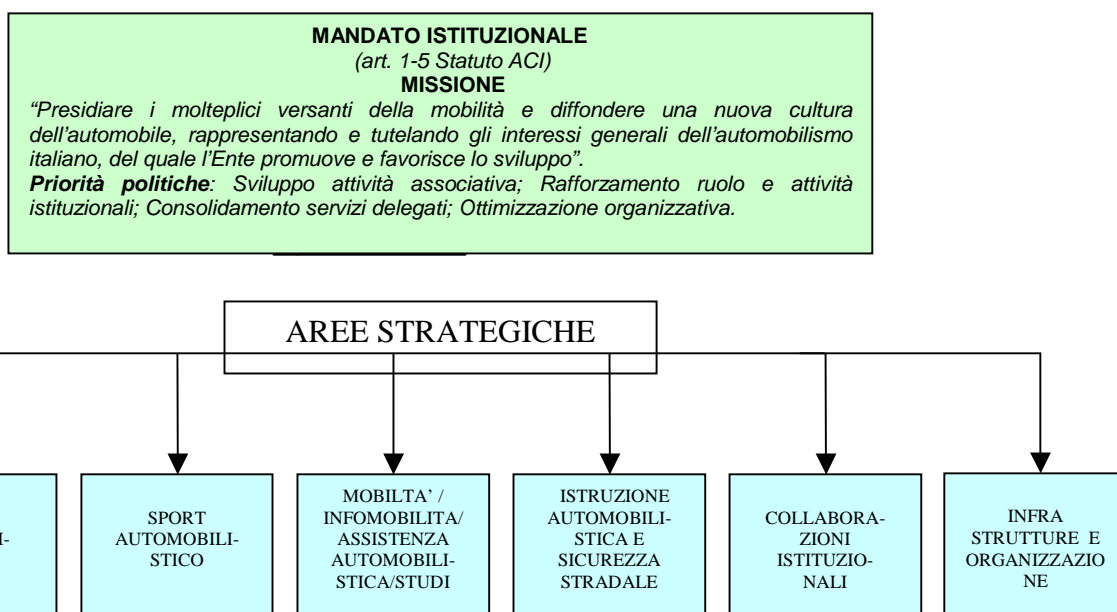 MANDATO ISTITUZIONALE
(art. 1-5 Statuto ACI)
MISSIONE
“Presidiare i molteplici versanti della mobilità e diffondere una nuova cultura
dell’automobile, rappresentando e tutelando gli interessi generali dell’automobilismo
italiano, del quale l’Ente promuove e favorisce lo sviluppo”.
Priorità politiche: Sviluppo attività associativa; Rafforzamento ruolo e attività
istituzionali; Consolidamento servizi delegati; Ottimizzazione organizzativa.
AREE STRATEGICHE
SPORT
AUTOMOBILI-
STICO
MOBILTA’ /
INFOMOBILITA/
ASSISTENZA
AUTOMOBILI-
STICA/STUDI
ISTRUZIONE
AUTOMOBILI-
STICA E
SICUREZZA
STRADALE
COLLABORA-
ZIONI
ISTITUZIO-
NALI
INFRA
STRUTTURE E
ORGANIZZAZIO
NE